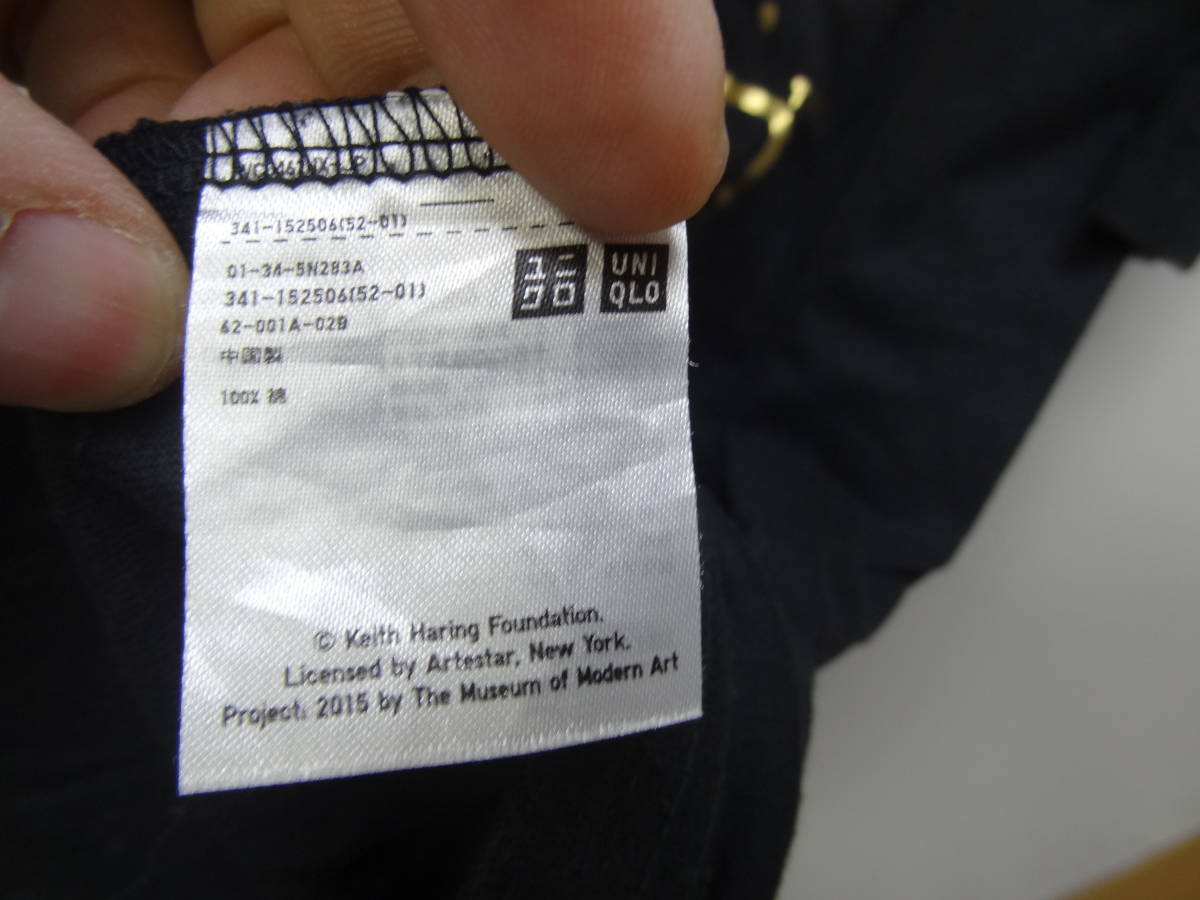 341-152506(52-01)
01-34-5N283A
341-152506(52-01)
62-001A-02B
中国製
100% 綿
ユニ
クロ
UNI
QLO
© Keith Haring Foundation.
Licensed by Artestar, New York.
Project: 2015 by The Museum of Modern Art